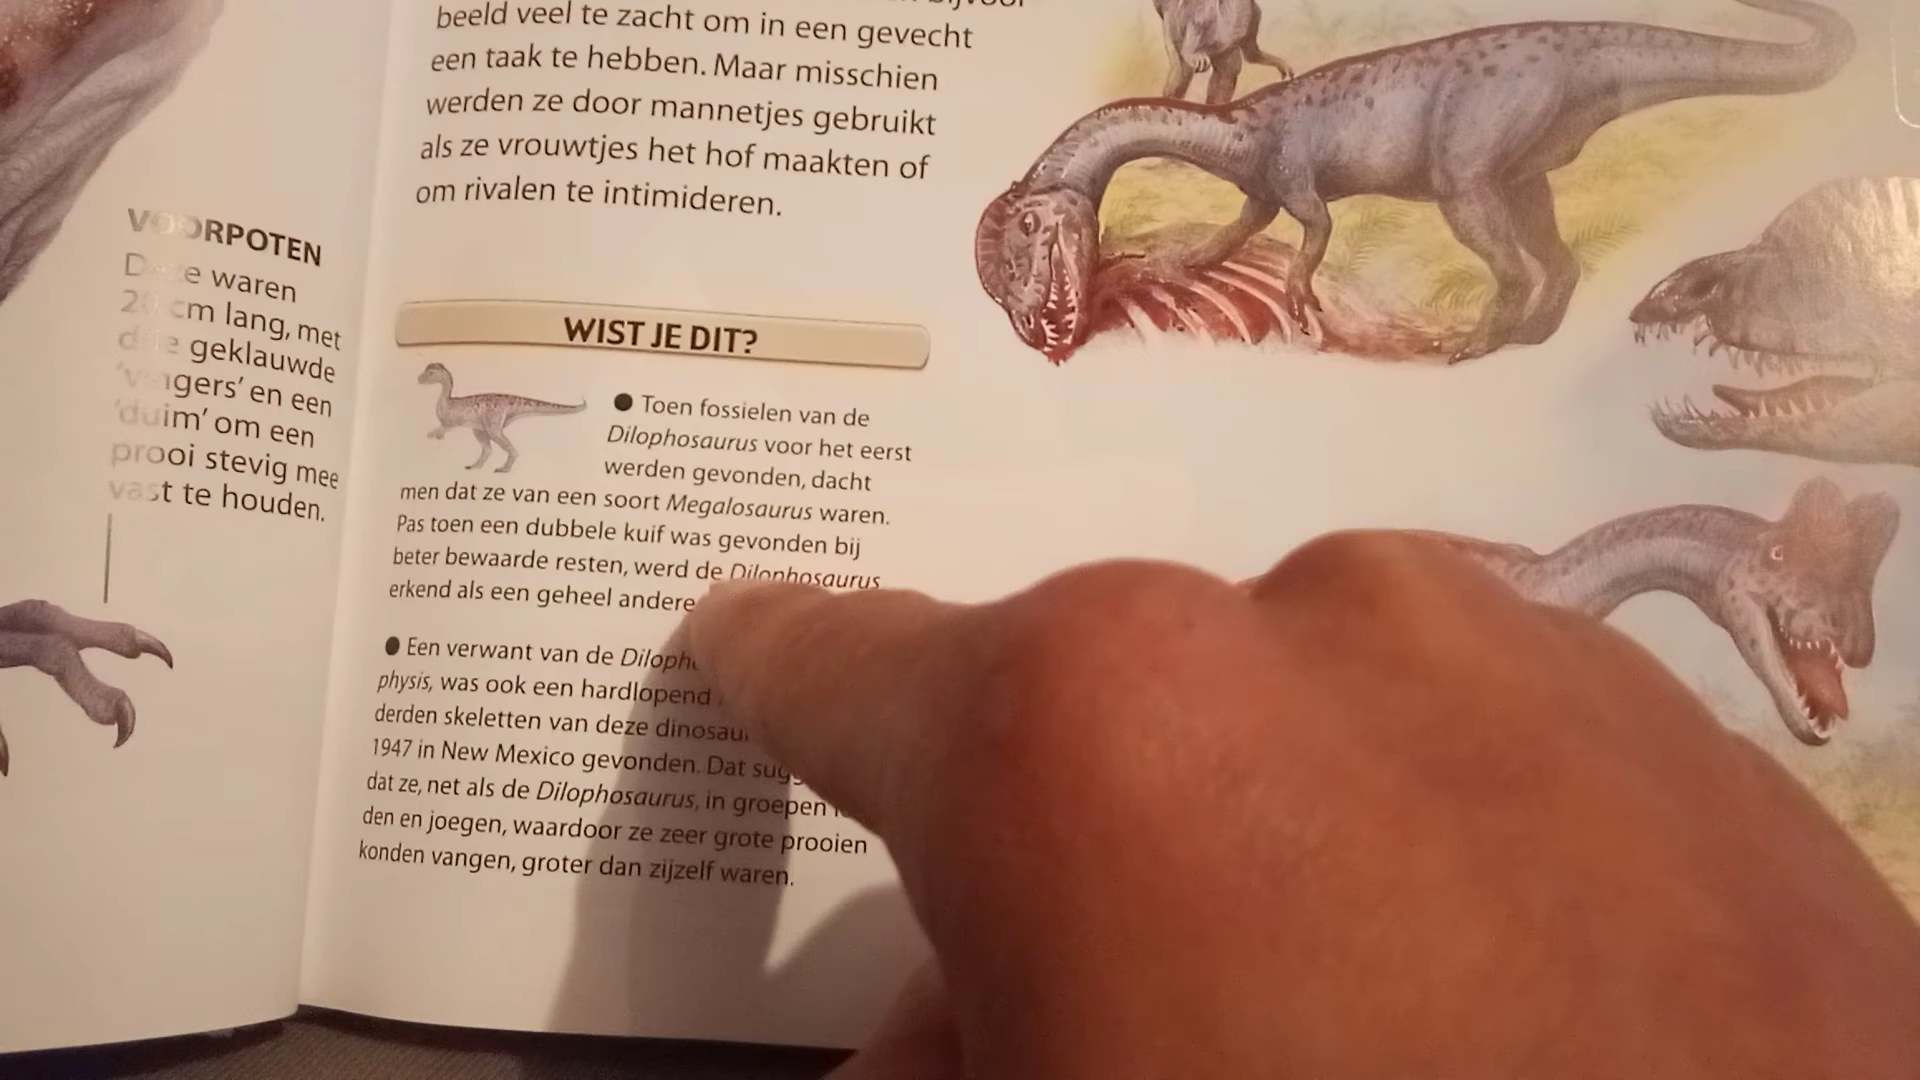 VOORPOTEN
Deze waren
cm lang, met
drie geklauwde
'vingers' en een
'duim' om een
prooi stevig mee
vast te houden.
beeld veel te zacht om in een gevecht
een taak te hebben. Maar misschien
werden ze door mannetjes gebruikt
als ze vrouwtjes het hof maakten of
om rivalen te intimideren.
WIST JE DIT?
● Toen fossielen van de
Dilophosaurus voor het eerst
werden gevonden, dacht
men dat ze van een soort Megalosaurus waren.
Pas toen een dubbele kuif was gevonden bij
beter bewaarde resten, werd de Dilophosaurus
erkend als een geheel andere
● Een verwant van de
physis, was ook een hardlopend
derden skeletten van deze
1947 in New Mexico gevonden. Dat
dat ze, net als de Dilophosaurus, in groepen
den en joegen, waardoor ze zeer grote prooien
konden vangen, groter dan zijzelf waren.